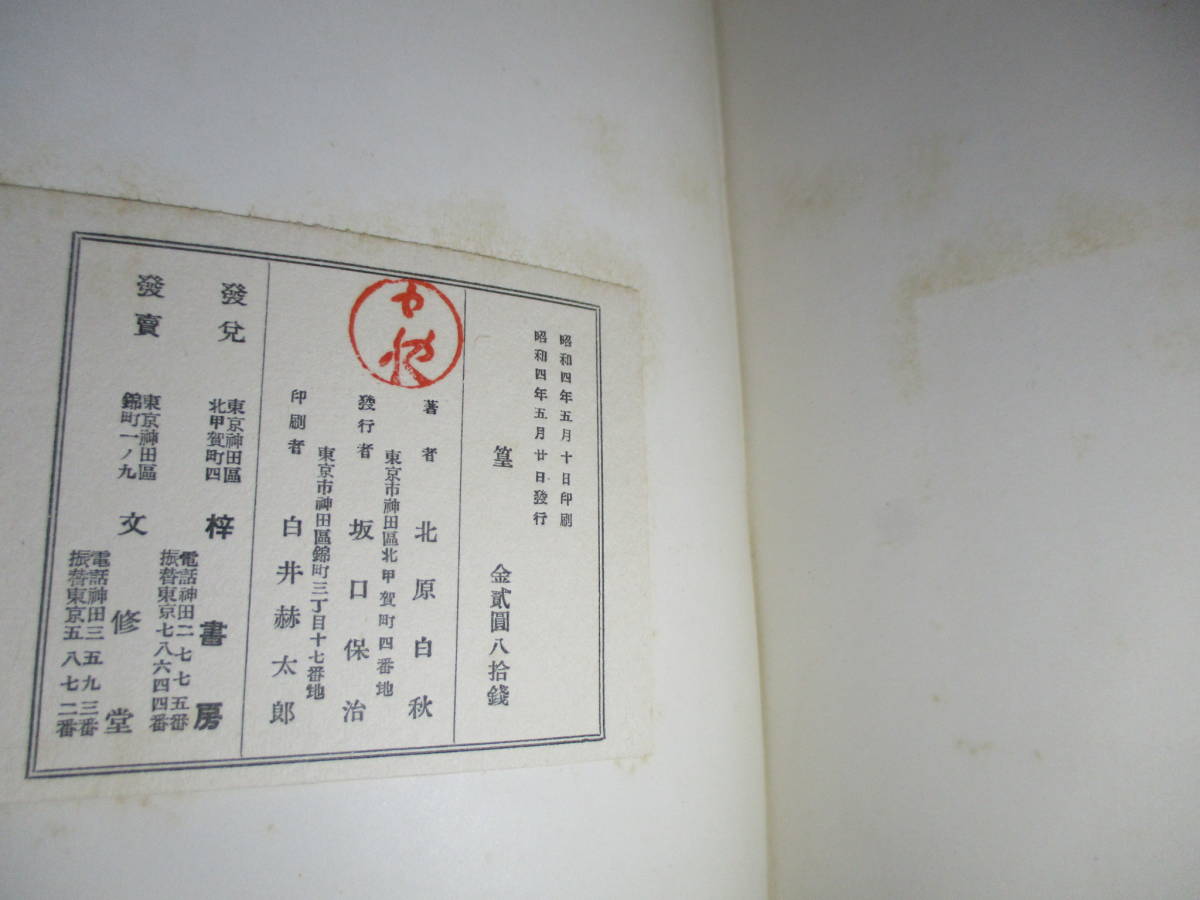 昭和四年五月十日印刷
昭和四年五月廿日發行
篁 金貳圓八拾錢
著者 北原白秋
東京市神田區北甲賀町四番地
發行者 坂口保治
東京市神田區錦町三丁目十七番地
印刷者 白井赫太郎
發兌 東京神田區
北甲賀町四
梓書房
電話神田二七七五番
振替東京七八六四四番
發賣 東京神田區
錦町一ノ九
文修堂
電話神田三五九三番
振替東京五八七二番